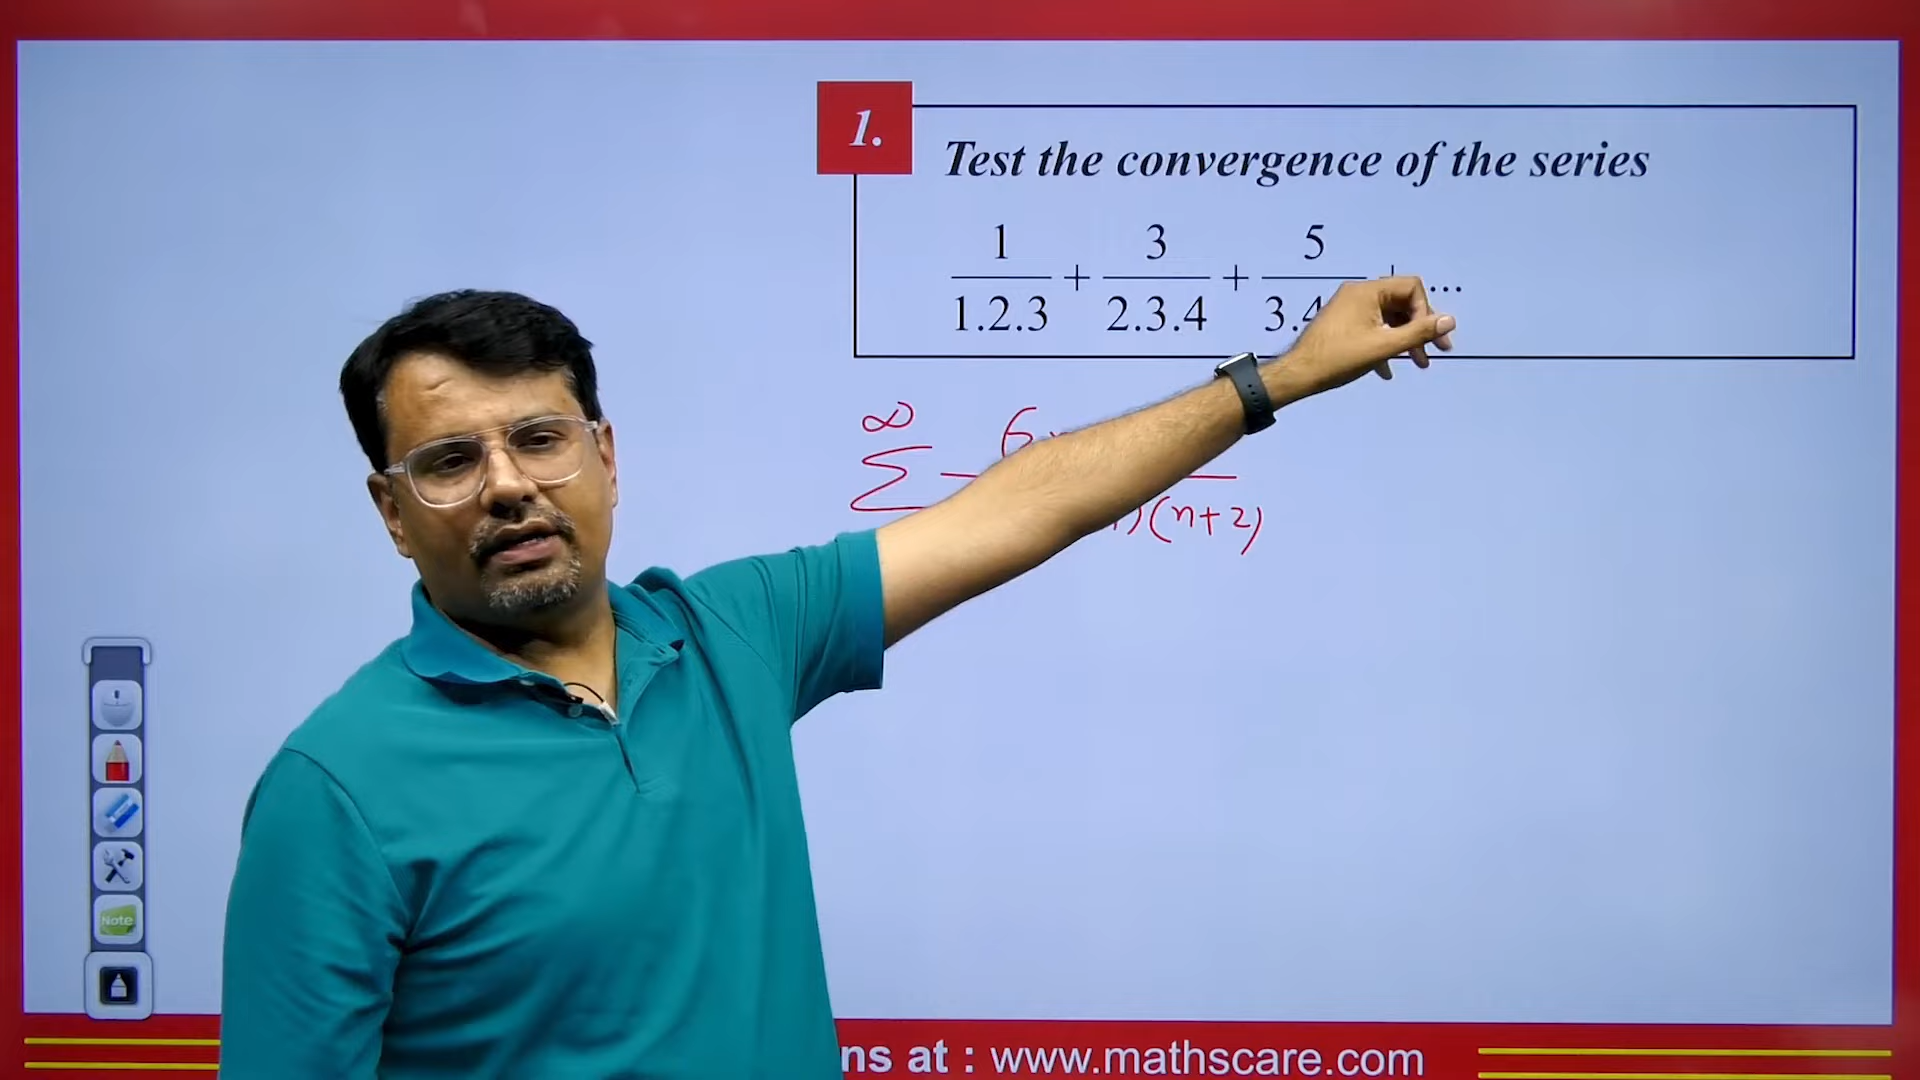 1.
Test the convergence of the series
1/1.2.3 + 3/2.3.4 + 5/3.4 + ...
∞
Σ
(n+2)
Note
ns at : www.mathscare.com